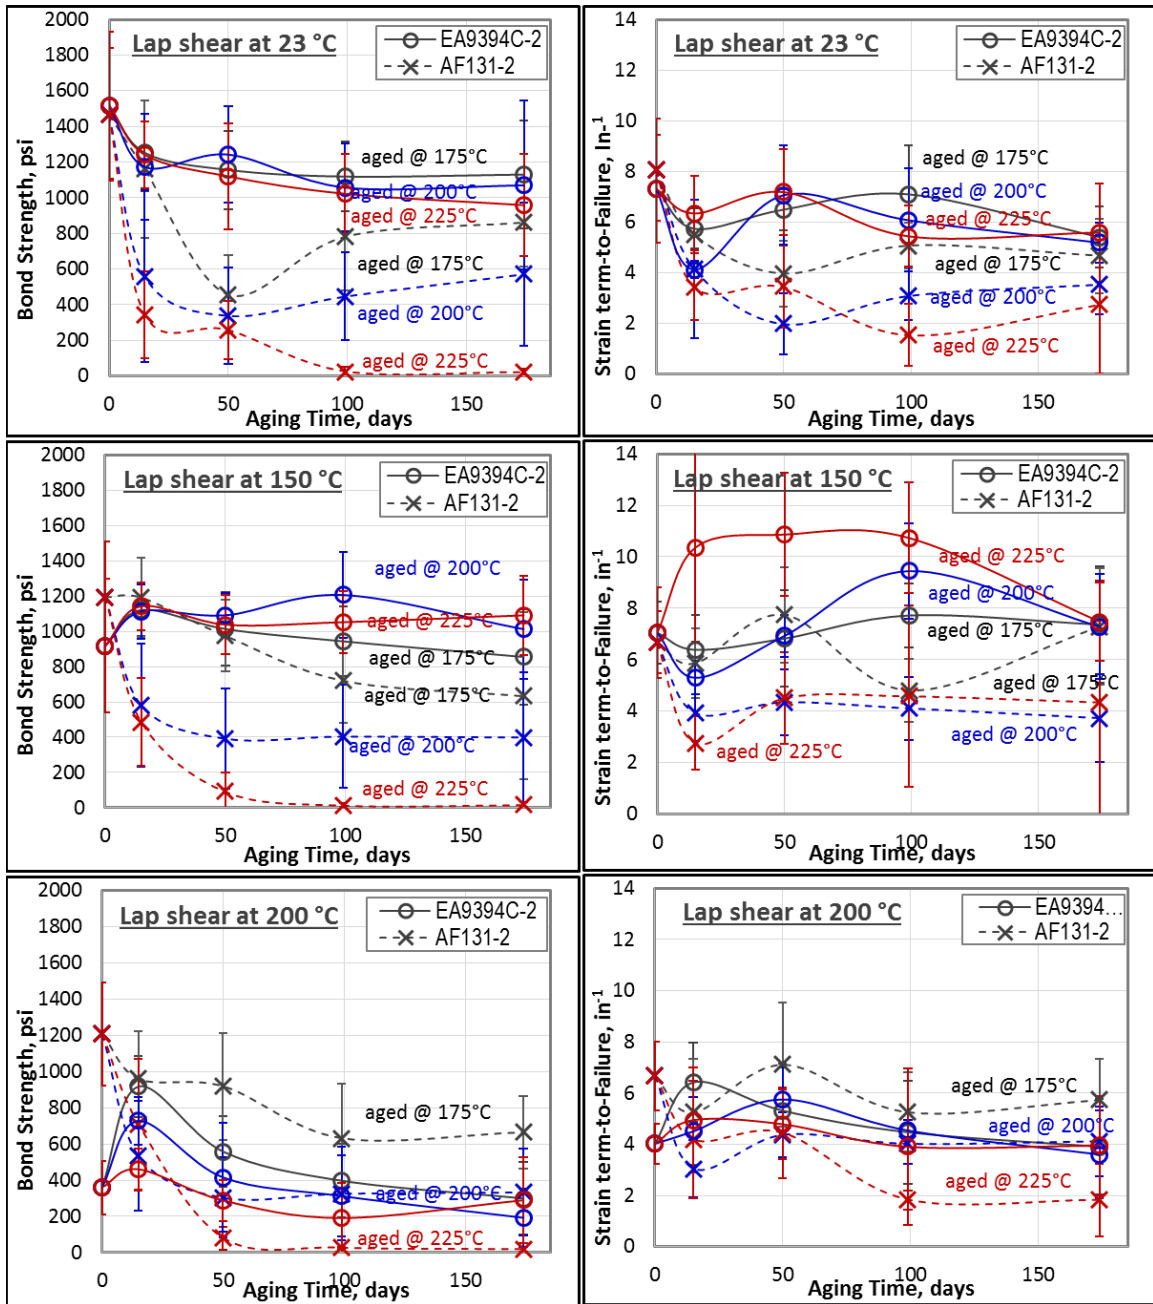 Lap shear at 23 °C
EA9394C-2
AF131-2
2000
1800
1600
1400
1200
1000
800
600
400
200
0
Bond Strength, psi
aged @ 175°C
aged @ 200°C
aged @ 225°C
aged @ 175°C
aged @ 200°C
aged @ 225°C
0
50
100
150
Aging Time, days
Lap shear at 23 °C
EA9394C-2
AF131-2
14
12
10
8
6
4
2
0
Strain term-to-Failure, In-¹
aged @ 175°C
aged @ 200°C
aged @ 225°C
aged @ 175°C
aged @ 200°C
aged @ 225°C
0
50
100
150
Aging Time, days
Lap shear at 150 °C
EA9394C-2
AF131-2
2000
1800
1600
1400
1200
1000
800
600
400
200
0
Bond Strength, psi
aged @ 200°C
aged @ 225°C
aged @ 175°C
aged @ 175°C
aged @ 200°C
aged @ 225°C
0
50
100
150
Aging Time, days
Lap shear at 150 °C
EA9394C-2
AF131-2
14
12
10
8
6
4
2
0
Strain term-to-Failure, in⁻¹
aged @ 225°C
aged @ 200°C
aged @ 175°C
aged @ 175°C
aged @ 200°C
aged @ 225°C
0
50
100
150
Aging Time, days
Lap shear at 200 °C
EA9394C-2
AF131-2
2000
1800
1600
1400
1200
1000
800
600
400
200
0
Bond Strength, psi
aged @ 175°C
aged @ 200°C
aged @ 225°C
0
50
100
150
Aging Time, days
Lap shear at 200 °C
EA9394...
AF131-2
14
12
10
8
6
4
2
0
Strain term-to-Failure, in⁻¹
aged @ 175°C
aged @ 200°C
aged @ 225°C
0
50
100
150
Aging Time, days